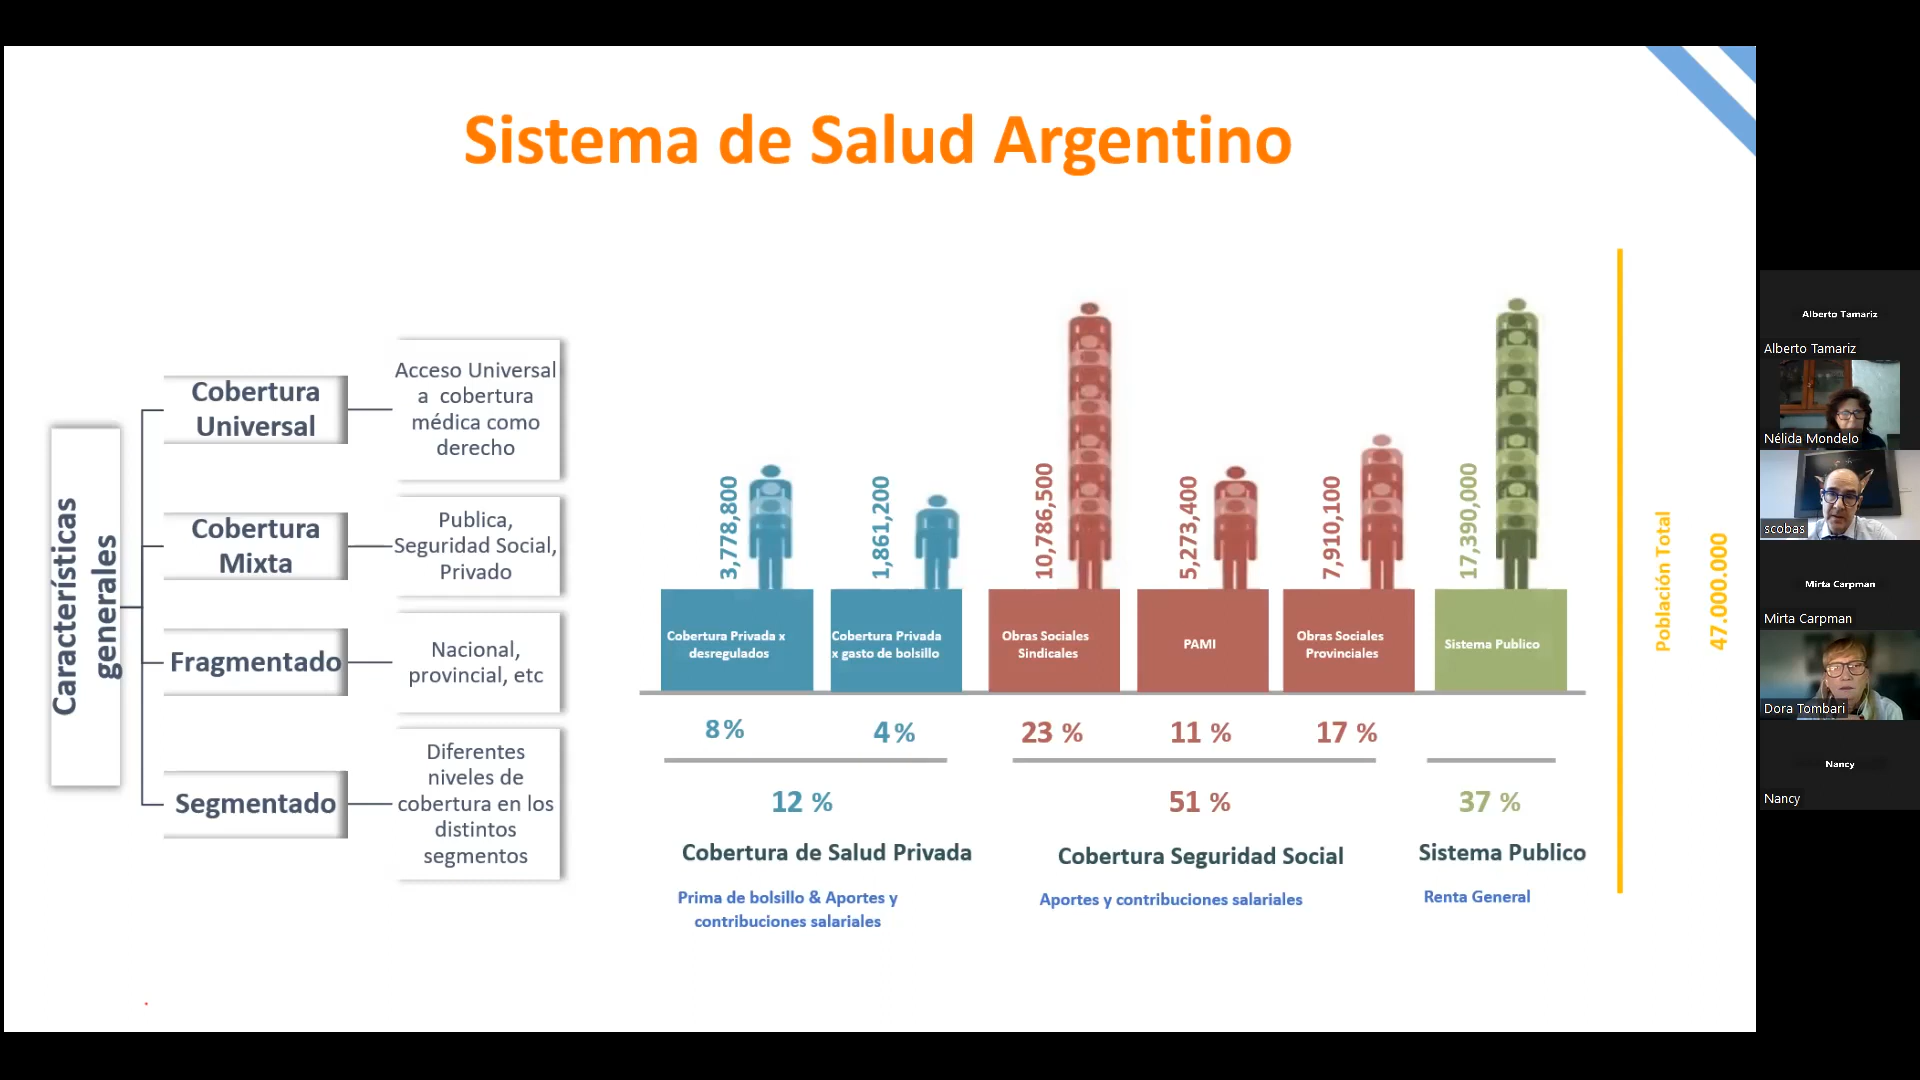 Sistema de Salud Argentino
Características
generales
Cobertura
Universal
Acceso Universal
a cobertura
médica como
derecho
Cobertura
Mixta
Publica,
Seguridad Social,
Privado
Fragmentado
Nacional,
provincial, etc
Segmentado
Diferentes
niveles de
cobertura en los
distintos
segmentos
3,778,800
1,861,200
10,786,500
5,273,400
7,910,100
17,390,000
Cobertura Privada x
desregulados
Cobertura Privada
x gasto de bolsillo
Obras Sociales
Sindicales
PAMI
Obras Sociales
Provinciales
Sistema Publico
8 %
4 %
23 %
11 %
17 %
12 %
51 %
37 %
Cobertura de Salud Privada
Cobertura Seguridad Social
Sistema Publico
Prima de bolsillo & Aportes y
contribuciones salariales
Aportes y contribuciones salariales
Renta General
Población Total
47.000.000
Alberto Tamariz
Alberto Tamariz
Nélida Mondelo
scobas
Mirta Carpman
Mirta Carpman
Dora Tombari
Nancy
Nancy